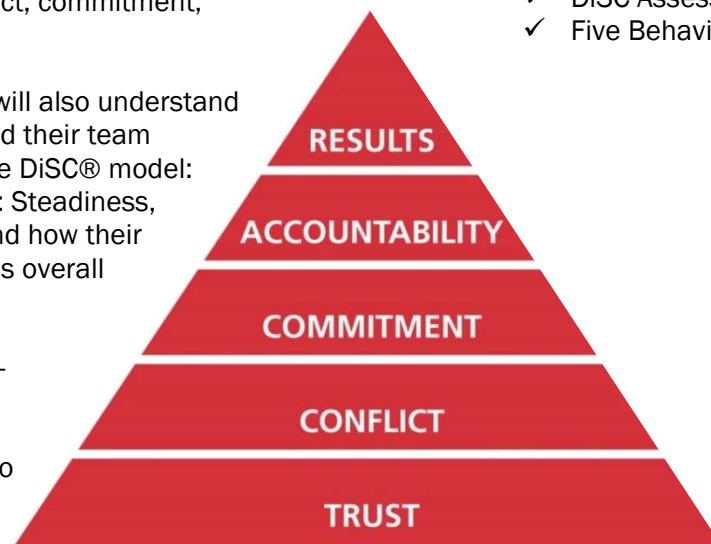 ct, commitment,
DiSC Assess
✓ Five Behavi
will also understand
d their team
e DiSC® model:
: Steadiness,
nd how their
s overall
-
o
RESULTS
ACCOUNTABILITY
COMMITMENT
CONFLICT
TRUST